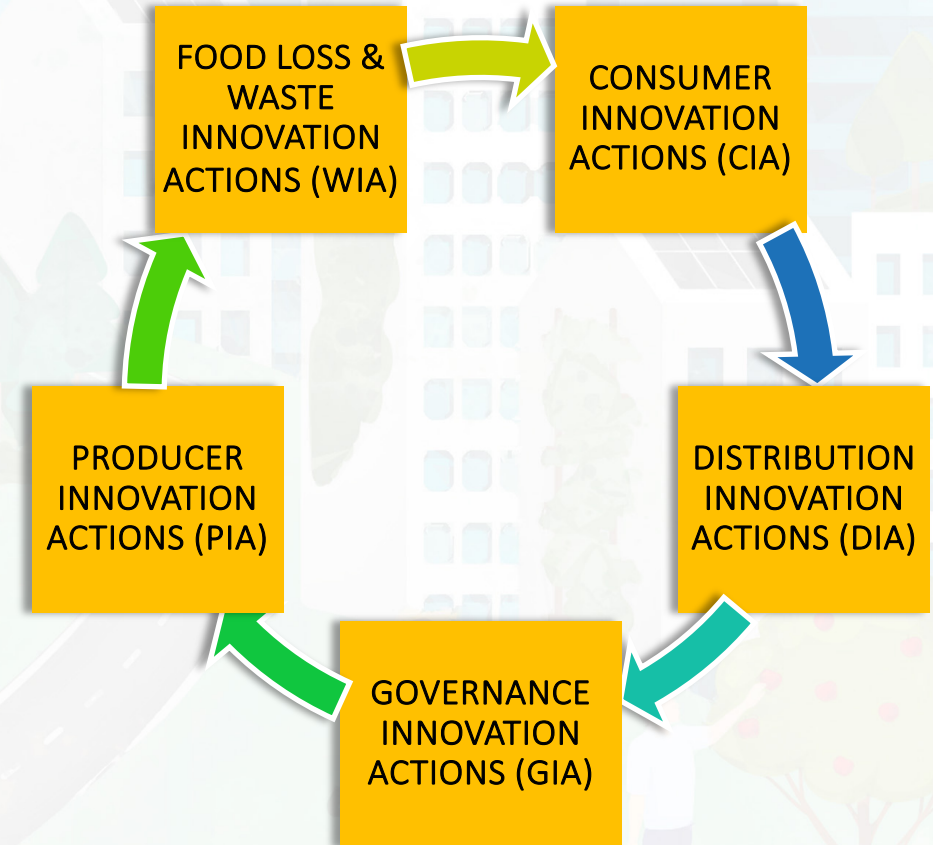 FOOD LOSS &
WASTE
INNOVATION
ACTIONS (WIA)
CONSUMER
INNOVATION
ACTIONS (CIA)
DISTRIBUTION
INNOVATION
ACTIONS (DIA)
GOVERNANCE
INNOVATION
ACTIONS (GIA)
PRODUCER
INNOVATION
ACTIONS (PIA)